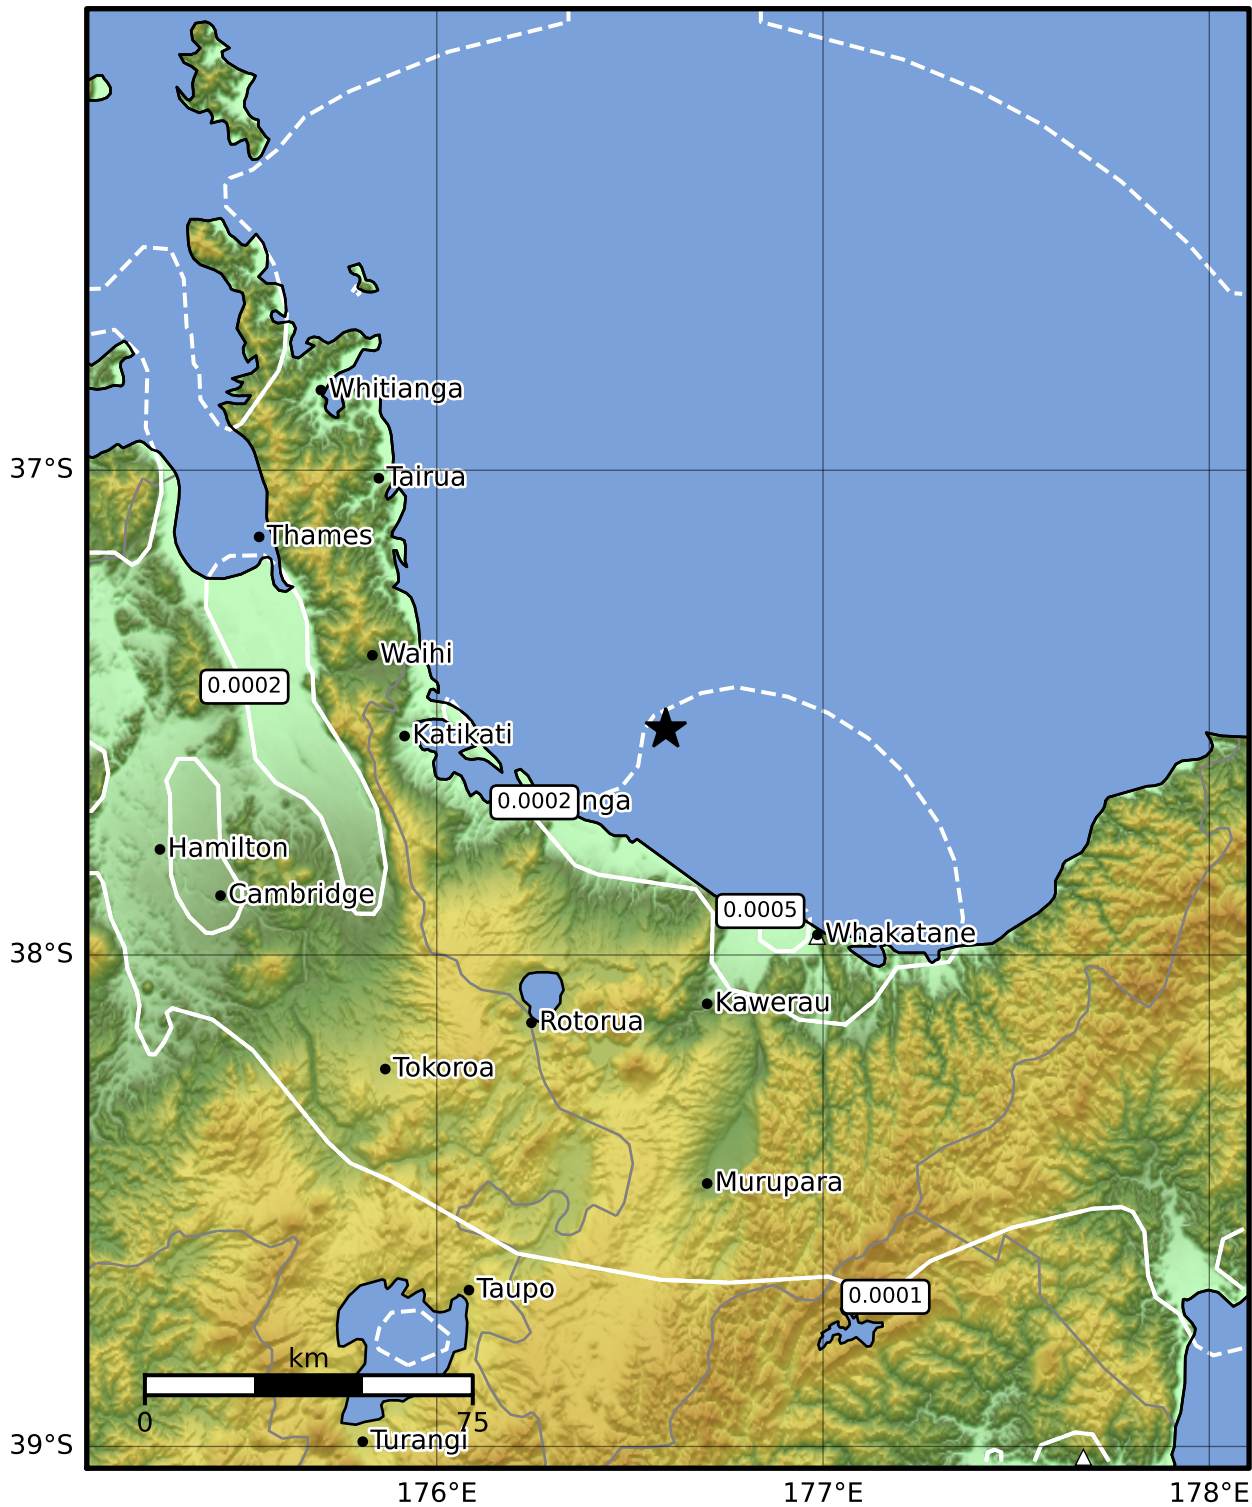 Whitianga
37°S
Tairua
Thames
Waihi
0.0002
Katikati
0.0002 nga
Hamilton
Cambridge
0.0005
Whakatane
38°S
Kawerau
Rotorua
Tokoroa
Murupara
Taupo
0.0001
km
0 75
39°S
Turangi
176°E 177°E 178°E